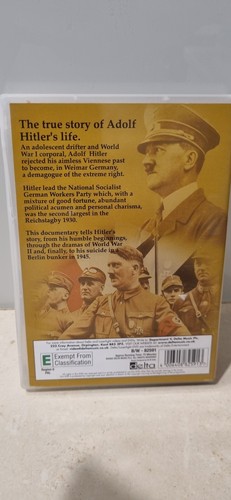 The true story of Adolf
Hitler's life.
An adolescent drifter and World
War I corporal, Adolf Hitler
rejected his aimless Viennese past
to become, in Weimar Germany,
a demagogue of the extreme right.
Hitler lead the National Socialist
German Workers Party which, with a
mixture of good fortune, abundant
political acumen and personal charisma,
was the second largest in the
Reichstagby 1930.
This documentary tells Hitler's
story, from his humble beginnings,
through the dramas of World War
II and, finally, to his suicide in a
Berlin bunker in 1945.
E
Exempt From
Classification
B/W
Delta